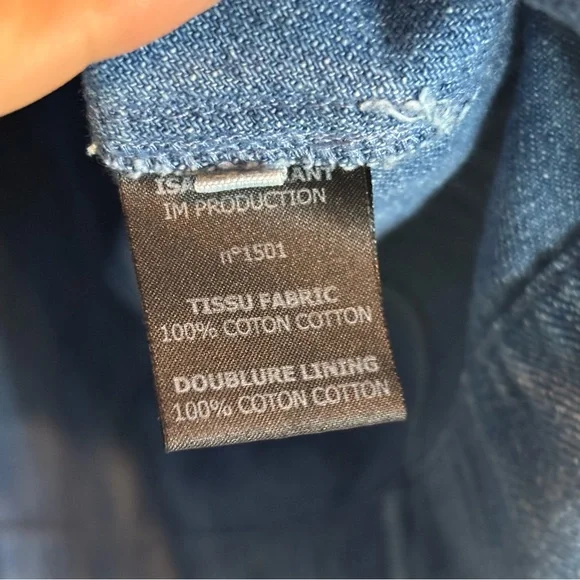 IM PRODUCTION
n°1501
TISSU FABRIC
100% COTON COTTON
DOUBLURE LINING
100% COTON COTTON